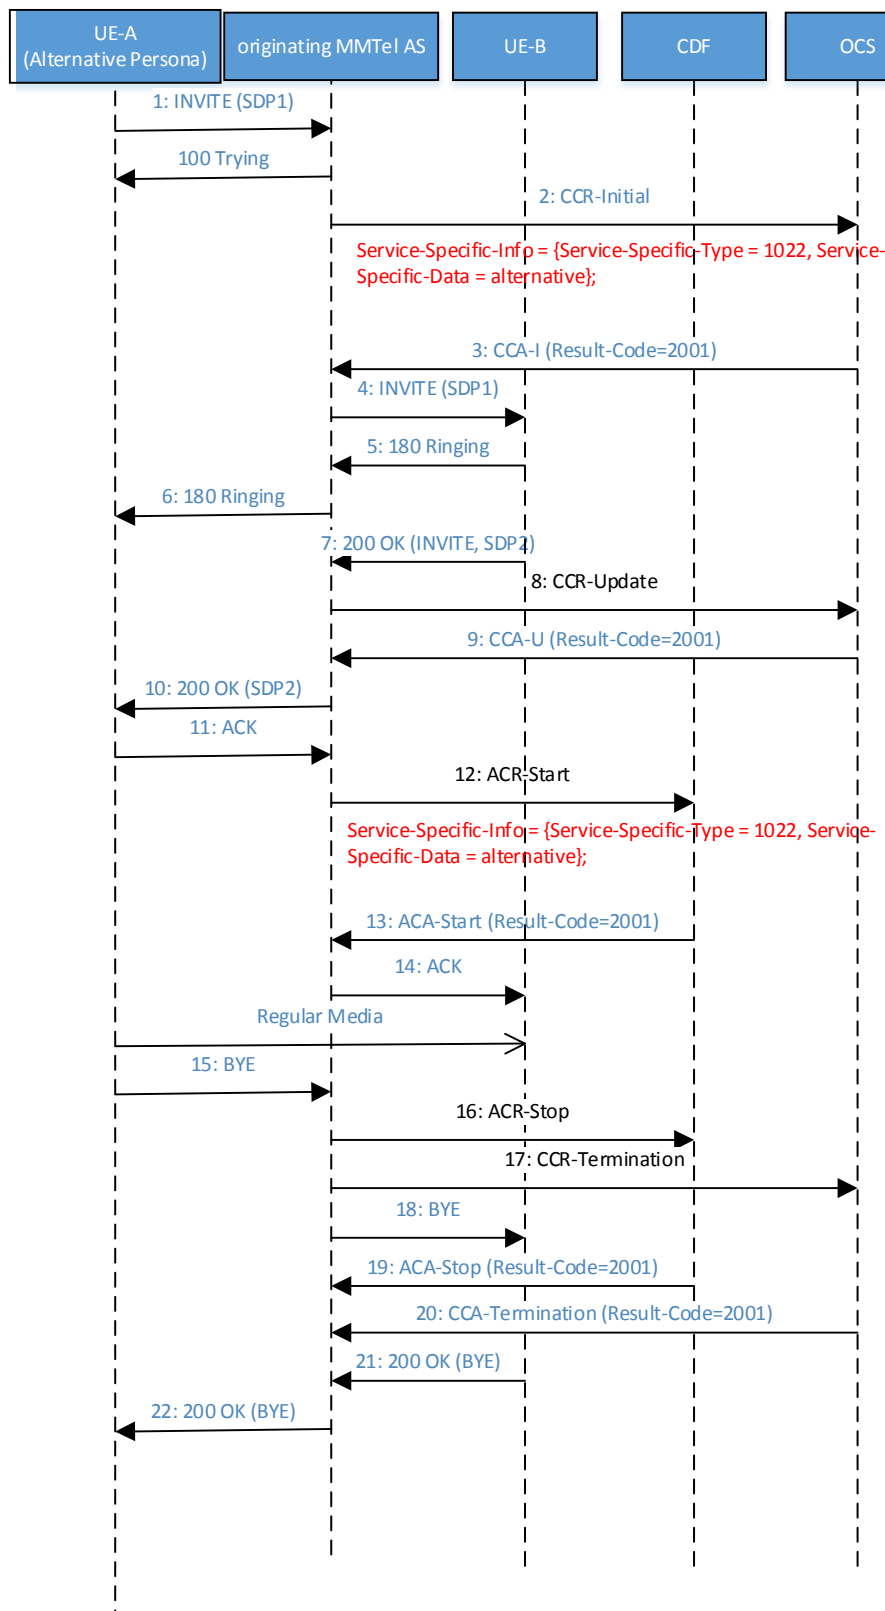 UE-A
(Alternative Persona)
originating MMTel AS
UE-B
CDF
OCS
1: INVITE (SDP1)
100 Trying
2: CCR-Initial
Service-Specific-Info = {Service-Specific-Type = 1022, Service-
Specific-Data = alternative};
3: CCA-I (Result-Code=2001)
4: INVITE (SDP1)
5: 180 Ringing
6: 180 Ringing
7: 200 OK (INVITE, SDP2)
8: CCR-Update
9: CCA-U (Result-Code=2001)
10: 200 OK (SDP2)
11: ACK
12: ACR-Start
Service-Specific-Info = {Service-Specific-Type = 1022, Service-
Specific-Data = alternative};
13: ACA-Start (Result-Code=2001)
14: ACK
Regular Media
15: BYE
16: ACR-Stop
17: CCR-Termination
18: BYE
19: ACA-Stop (Result-Code=2001)
20: CCA-Termination (Result-Code=2001)
21: 200 OK (BYE)
22: 200 OK (BYE)